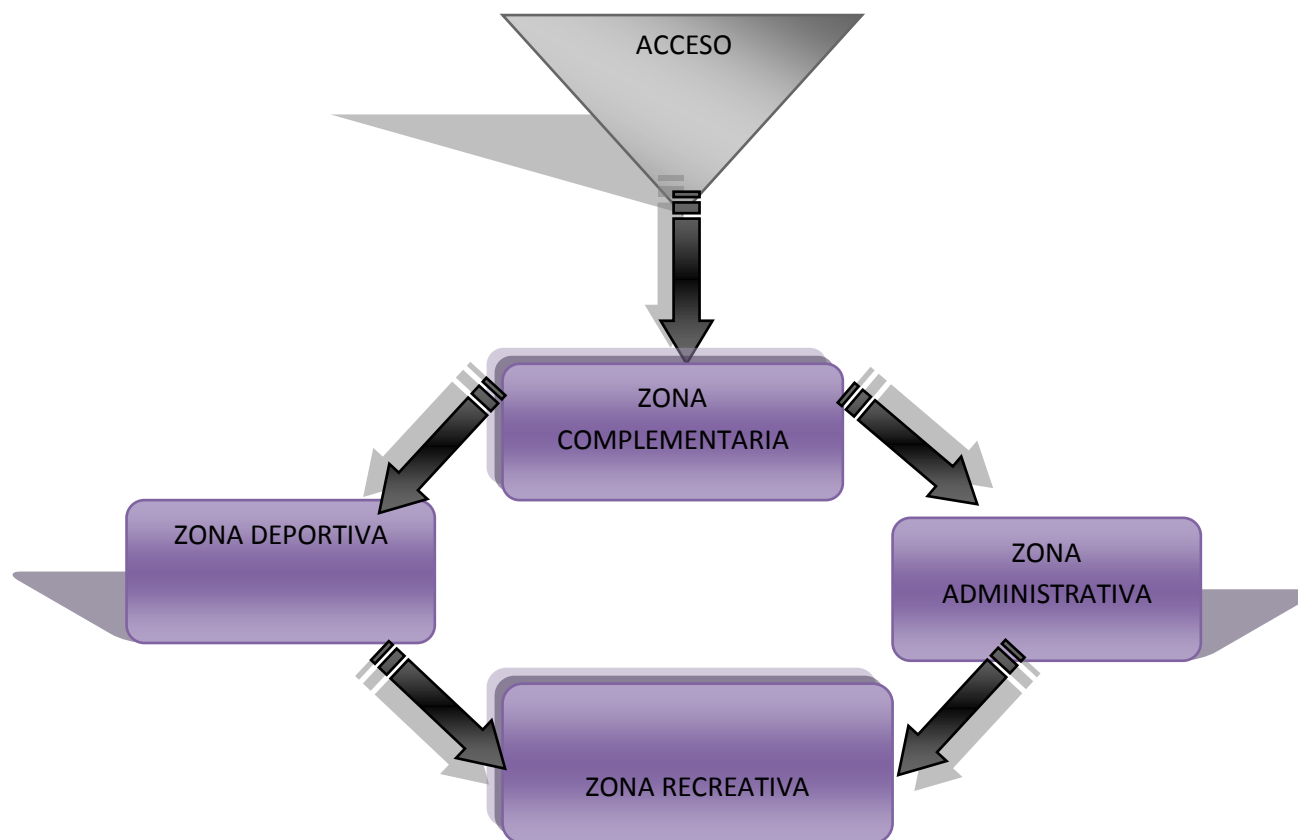 ACCESO
ZONA
COMPLEMENTARIA
ZONA DEPORTIVA
ZONA
ADMINISTRATIVA
ZONA RECREATIVA